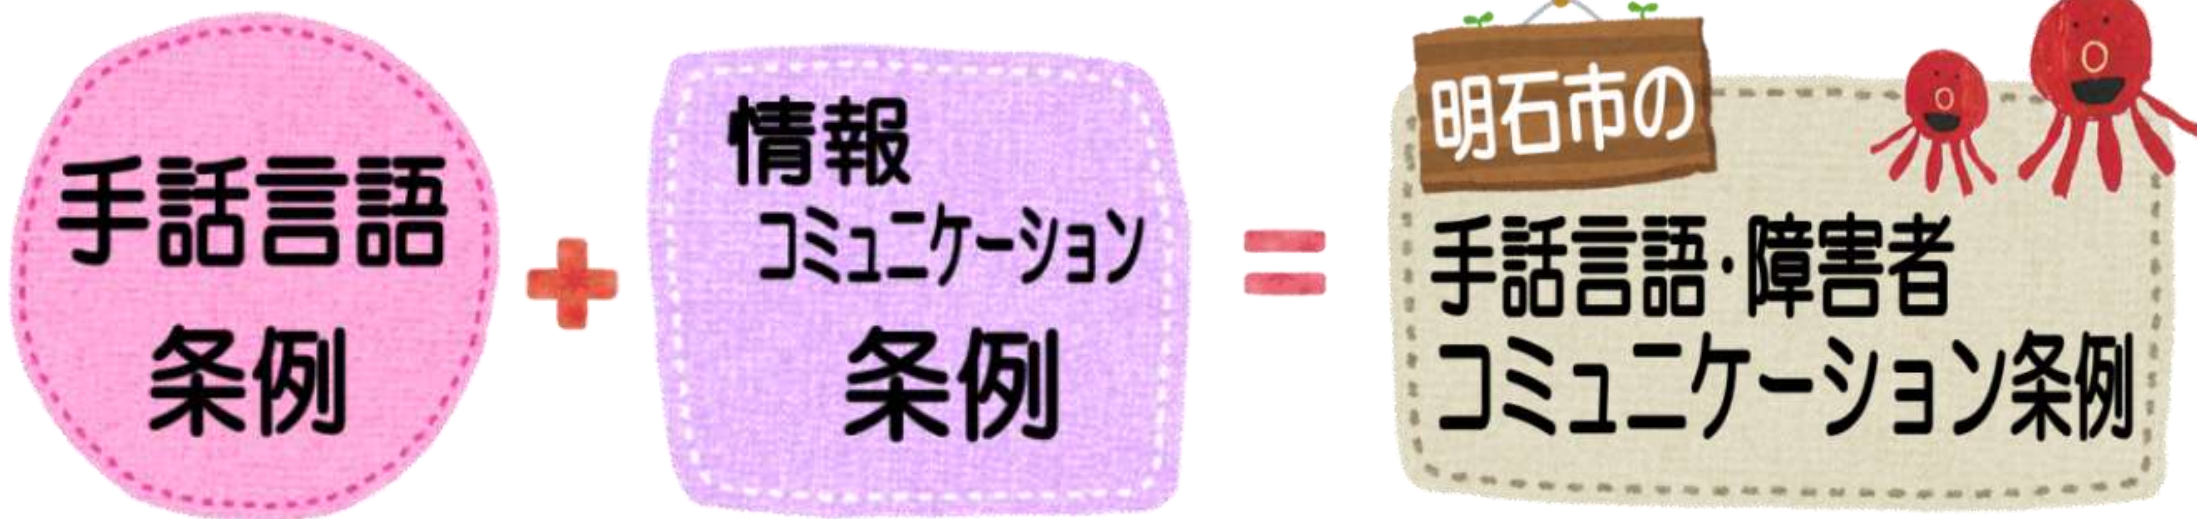 手話言語
条例
+
情報
コミュニケーション
条例
=
明石市の
手話言語・障害者
コミュニケーション条例